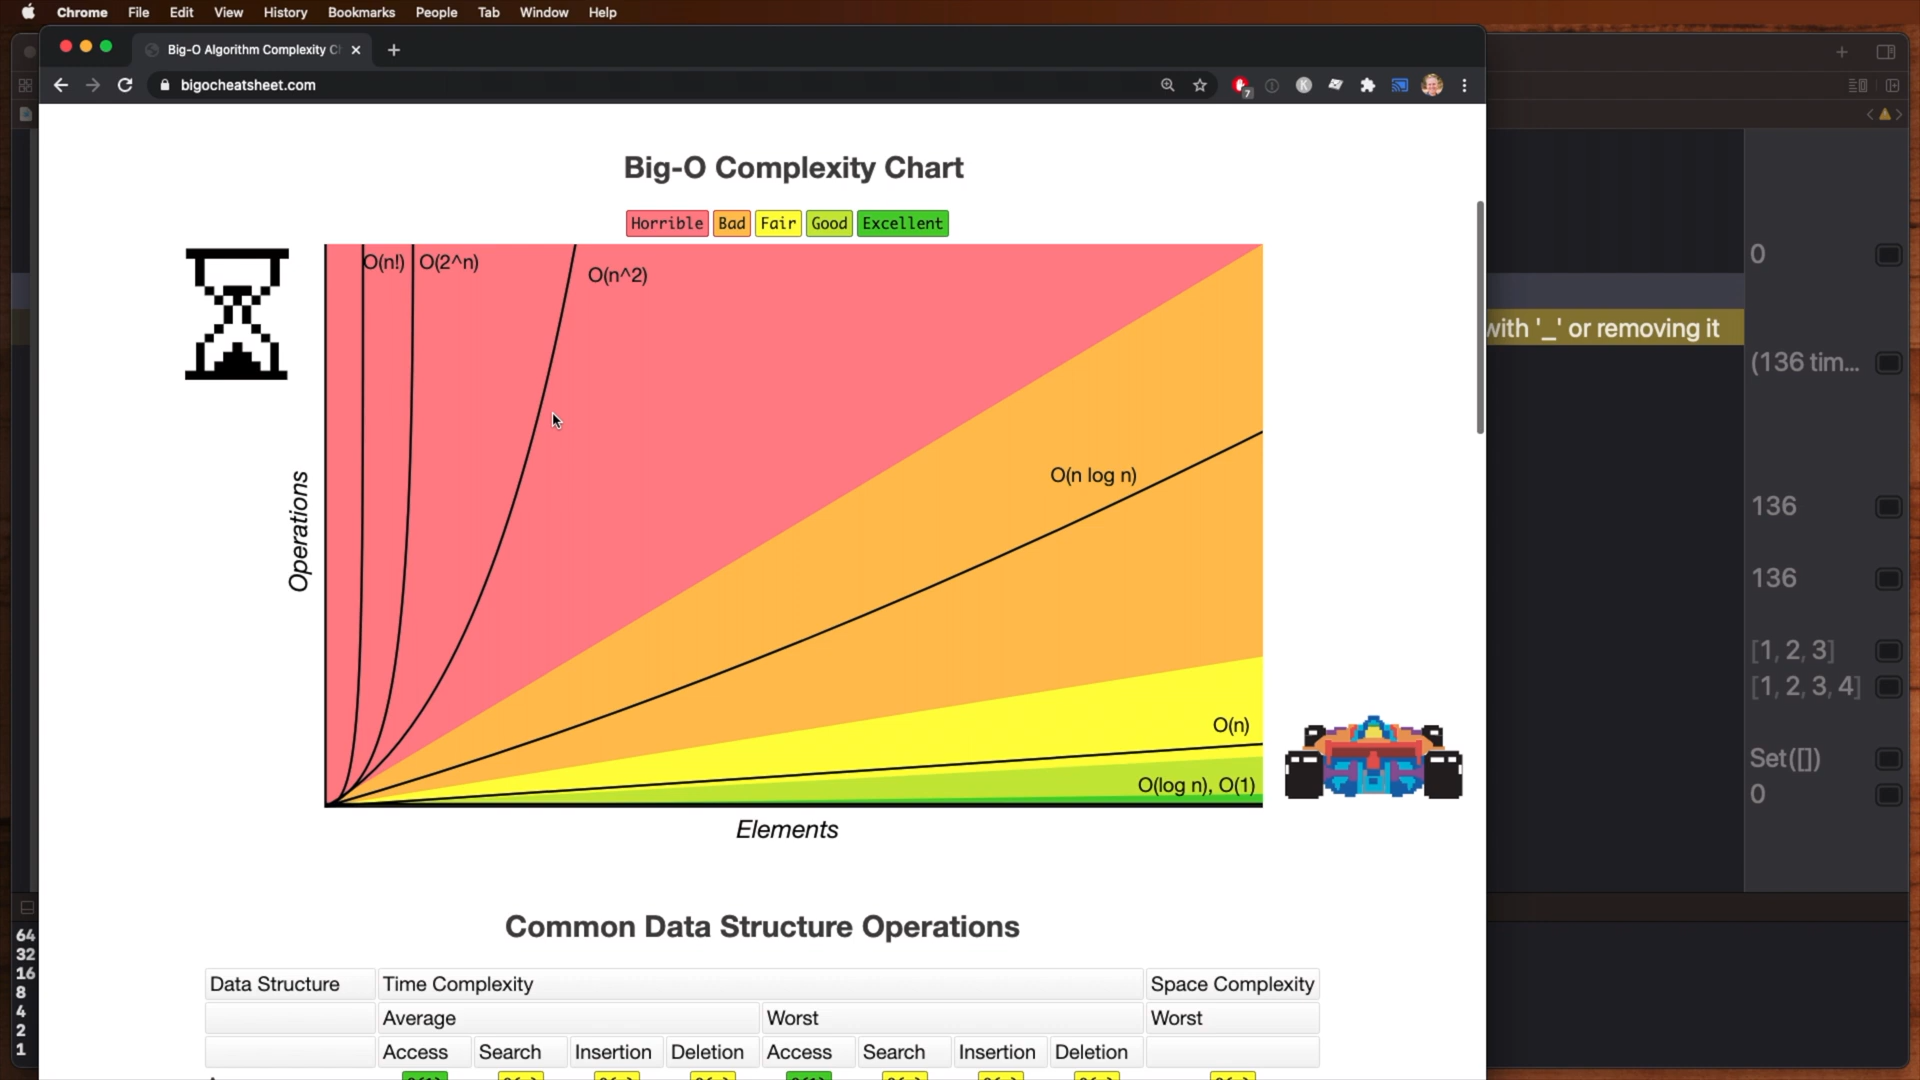 Chrome File Edit View History Bookmarks People Tab Window Help
Big-O Algorithm Complexity Ch
bigocheatsheet.com
7
K
Big-O Complexity Chart
Horrible Bad Fair Good Excellent
O(n!) O(2^n) O(n^2)
O(n log n)
O(n)
O(log n), O(1)
Operations
Elements
Common Data Structure Operations
Data Structure Time Complexity Space Complexity
Average Worst Worst
Access Search Insertion Deletion Access Search Insertion Deletion
with '_' or removing it
0
(136 tim...
136
136
[1, 2, 3]
[1, 2, 3, 4]
Set([])
0
64
32
16
8
4
2
1